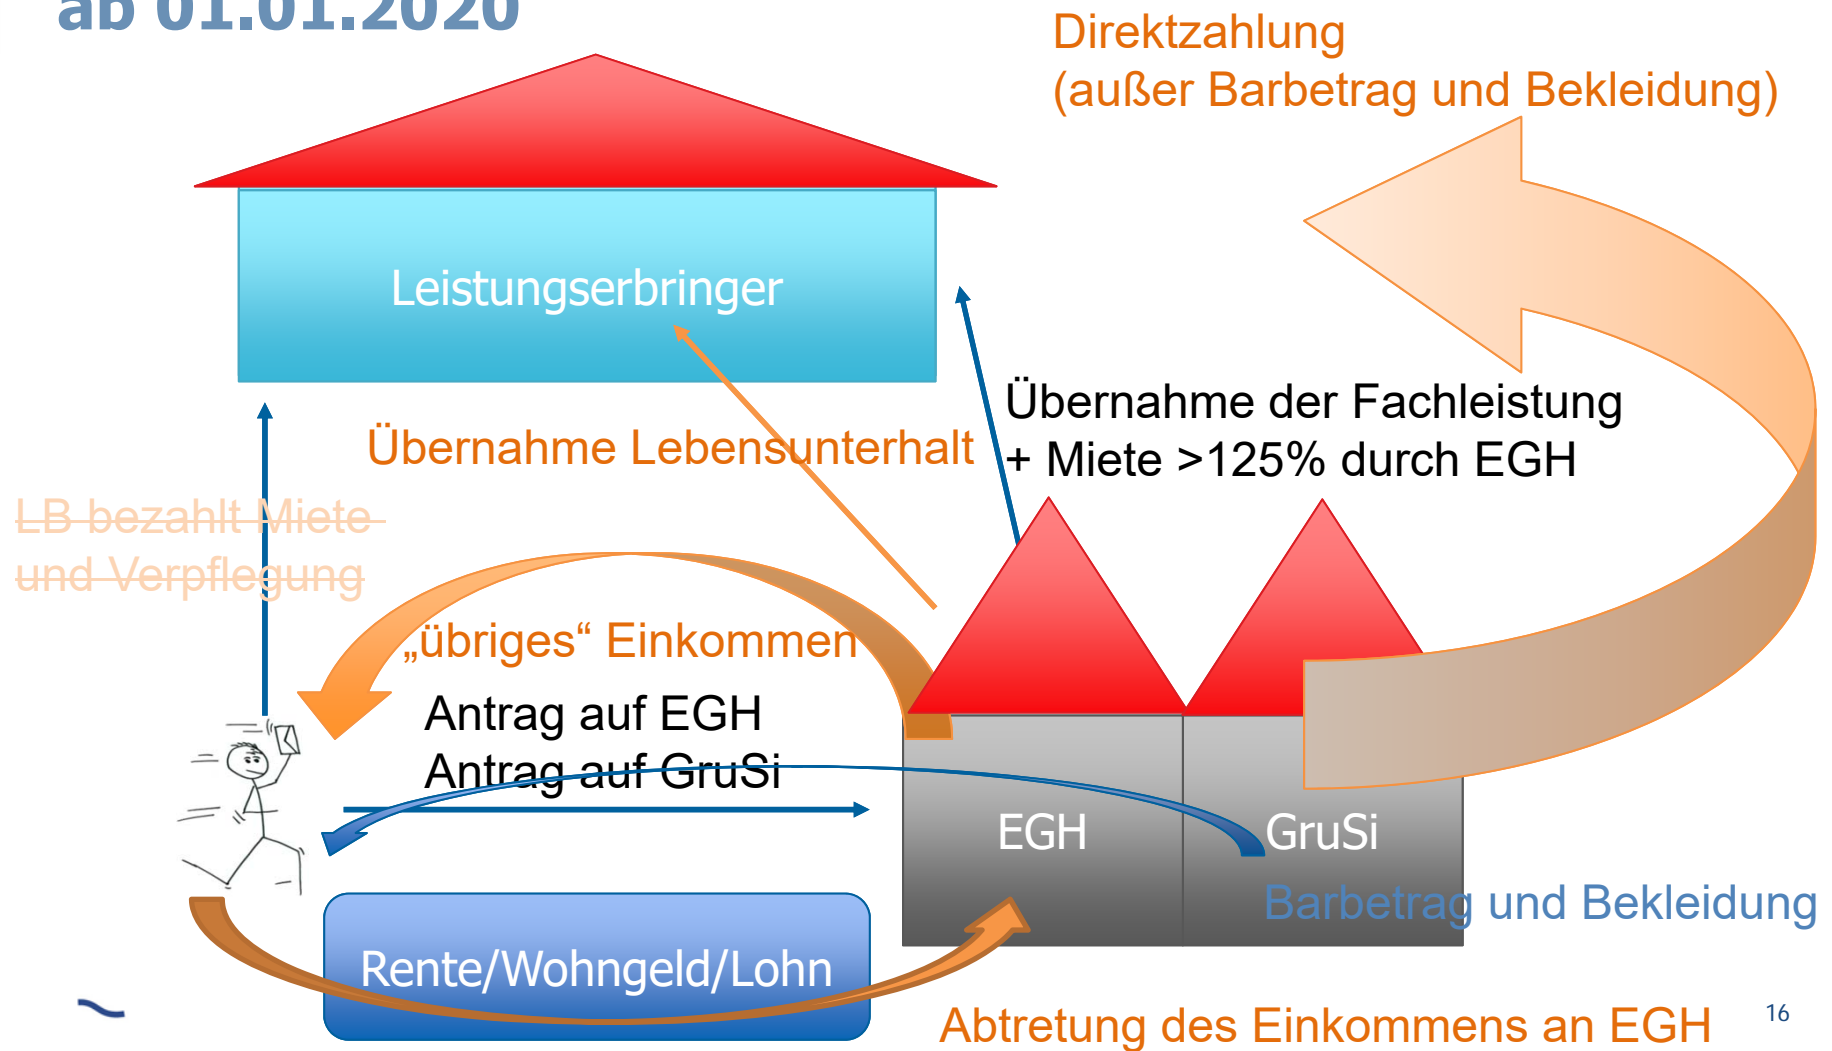 ab 01.01.2020
Direktzahlung
(außer Barbetrag und Bekleidung)
Leistungserbringer
Übernahme der Fachleistung
+ Miete >125% durch EGH
Übernahme Lebensunterhalt
LB bezahlt Miete
und Verpflegung
„übriges“ Einkommen
Antrag auf EGH
Antrag auf GruSi
EGH
GruSi
Barbetrag und Bekleidung
Rente/Wohngeld/Lohn
Abtretung des Einkommens an EGH
16